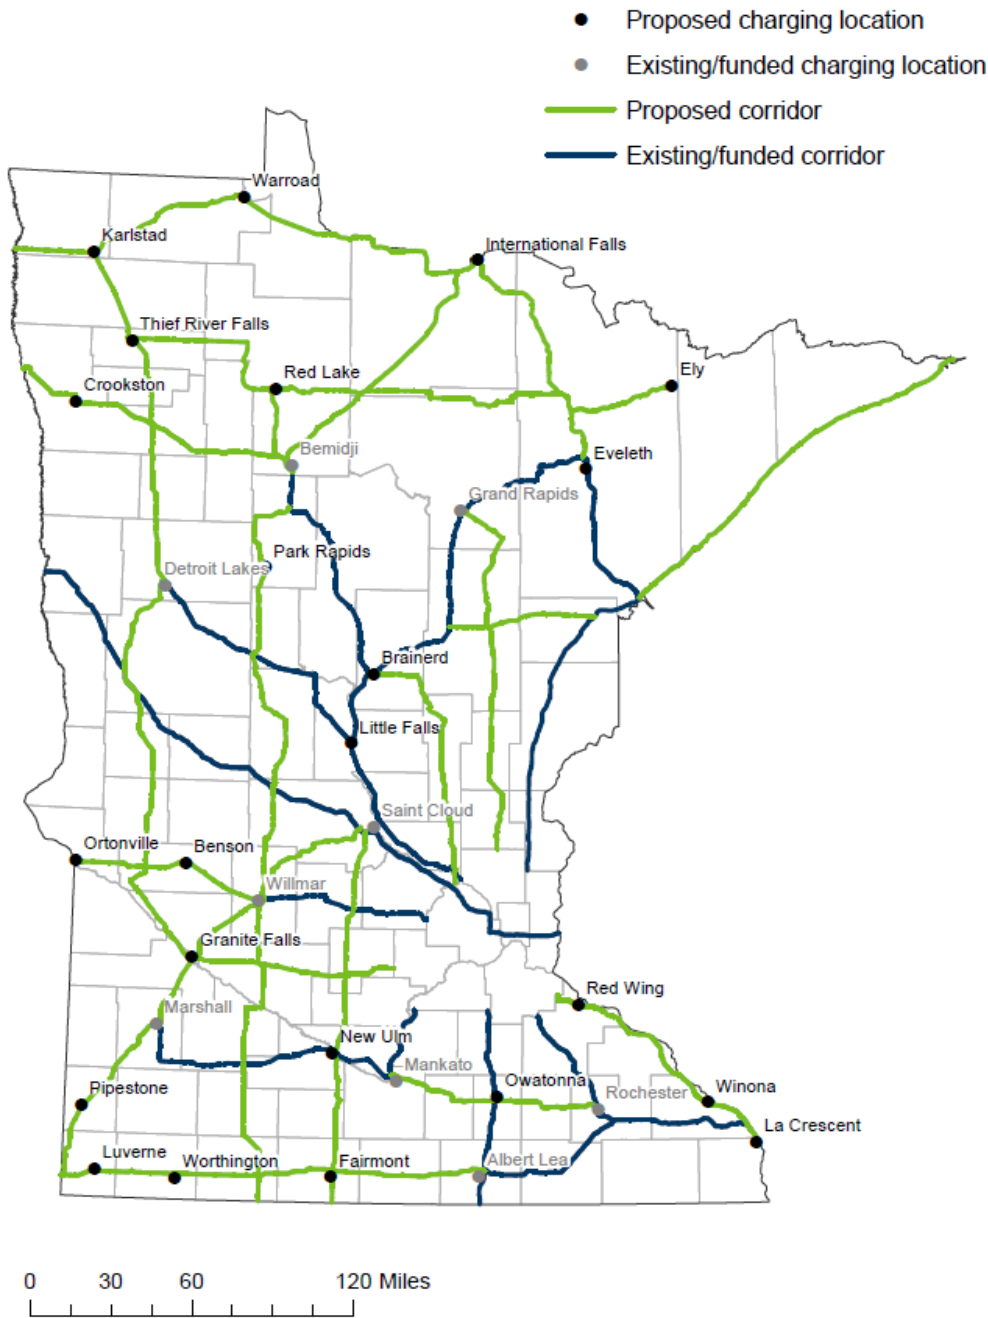 Proposed charging location
Existing/funded charging location
Proposed corridor
Existing/funded corridor
Warroad
Karlstad
International Falls
Thief River Falls
Red Lake
Ely
Crookston
Bemidji
Eveleth
Grand Rapids
Park Rapids
Detroit Lakes
Brainerd
Little Falls
Saint Cloud
Ortonville
Benson
Willmar
Granite Falls
Red Wing
Marshall
New Ulm
Mankato
Owatonna
Rochester
Winona
Pipestone
La Crescent
Luverne
Worthington
Fairmont
Albert Lea
0 30 60 120 Miles